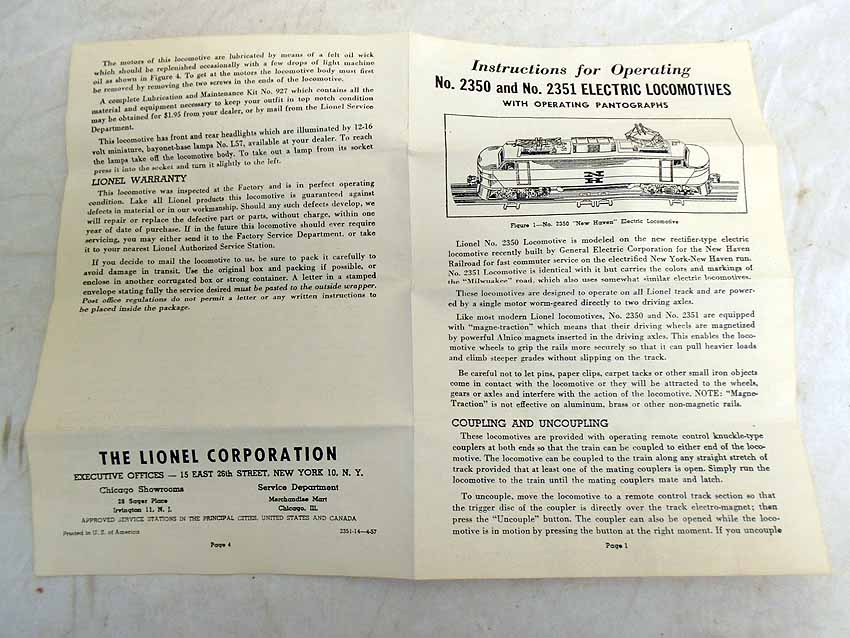 The motors of this locomotive are lubricated by means of a felt oil wick
which should be replenished occasionally with a few drops of light machine
oil as shown in Figure 4. To get at the motors the locomotive body must first
be removed by removing the two screws in the ends of the locomotive.
A complete Lubrication and Maintenance Kit No. 927 which contains all the
material and equipment necessary to keep your outfit in top notch condition
may be obtained for $1.95 from your dealer, or by mail from the Lionel Service
Department.
This locomotive has front and rear headlights which are illuminated by 12-16
volt miniature, bayonet-base lamps No. L57, available at your dealer. To reach
the lamps take off the locomotive body. To take out a lamp from its socket
press it into the socket and turn it slightly to the left.
LIONEL WARRANTY
This locomotive was inspected at the Factory and is in perfect operating
condition. Lake all Lionel products this locomotive is guaranteed against
defects in material or in our workmanship. Should any such defects develop, we
will repair or replace the defective part or parts, without charge, within one
year of date of purchase. If in the future this locomotive should ever require
servicing, you may either send it to the Factory Service Department, or take
it to your nearest Lionel Authorized Service Station.
If you decide to mail the locomotive to us, be sure to pack it carefully to
avoid damage in transit. Use the original box and packing if possible, or
enclose in another corrugated box or strong container. A letter in a stamped
envelope stating fully the service desired must be pasted to the outside wrapper.
Post office regulations do not permit a letter or any written instructions to
be placed inside the package.
THE LIONEL CORPORATION
EXECUTIVE OFFICES — 15 EAST 26th STREET, NEW YORK 10, N. Y.
Chicago Showrooms
Service Department
28 Sager Place
Merchandise Mart
Irvington 11, N. J.
Chicago, Ill.
APPROVED SERVICE STATIONS IN THE PRINCIPAL CITIES, UNITED STATES AND CANADA
Printed in U. S. of America
2351-14—4-57
Page 4
Instructions for Operating
No. 2350 and No. 2351 ELECTRIC LOCOMOTIVES
WITH OPERATING PANTOGRAPHS
Figure 1—No. 2350 "New Haven" Electric Locomotive
Lionel No. 2350 Locomotive is modeled on the new rectifier-type electric
locomotive recently built by General Electric Corporation for the New Haven
Railroad for fast commuter service on the electrified New York-New Haven run.
No. 2351 Locomotive is identical with it but carries the colors and markings of
the "Milwaukee" road, which also uses somewhat similar electric locomotives.
These locomotives are designed to operate on all Lionel track and are power-
ed by a single motor worm-geared directly to two driving axles.
Like most modern Lionel locomotives, No. 2350 and No. 2351 are equipped
with "magne-traction" which means that their driving wheels are magnetized
by powerful Alnico magnets inserted in the driving axles. This enables the loco-
motive wheels to grip the rails more securely so that it can pull heavier loads
and climb steeper grades without slipping on the track.
Be careful not to let pins, paper clips, carpet tacks or other small iron objects
come in contact with the locomotive or they will be attracted to the wheels,
gears or axles and interfere with the action of the locomotive. NOTE: "Magne-
Traction" is not effective on aluminum, brass or other non-magnetic rails.
COUPLING AND UNCOUPLING
These locomotives are provided with operating remote control knuckle-type
couplers at both ends so that the train can be coupled to either end of the loco-
motive. The locomotive can be coupled to the train along any straight stretch of
track provided that at least one of the mating couplers is open. Simply run the
locomotive to the train until the mating couplers mate and latch.
To uncouple, move the locomotive to a remote control track section so that
the trigger disc of the coupler is directly over the track electro-magnet; then
press the "Uncouple" button. The coupler can also be opened while the loco-
motive is in motion by pressing the button at the right moment. If you uncouple
Page 1